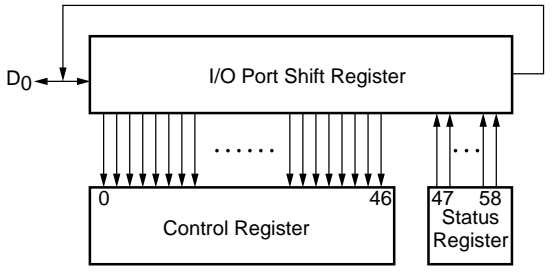 I/O Port Shift Register
D0
......
...
0 46
47 58
Control Register
Status
Register